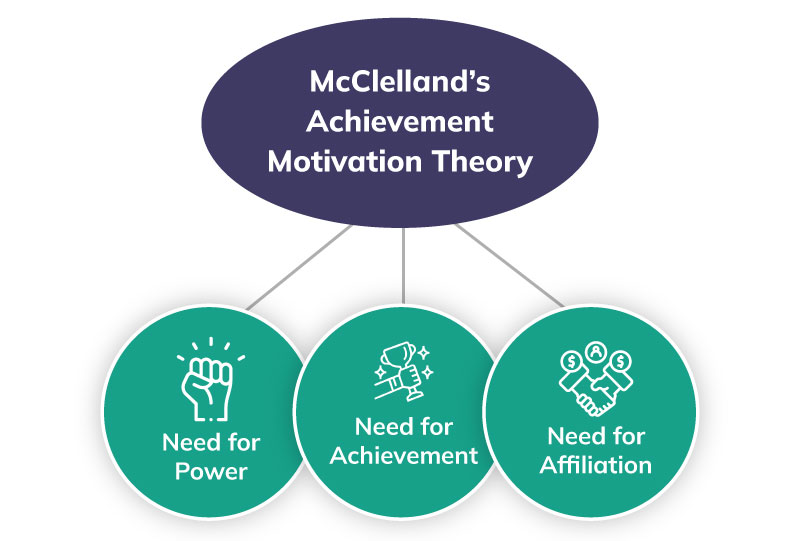 McClelland’s
Achievement
Motivation Theory
Need for
Power
Need for
Achievement
Need for
Affiliation